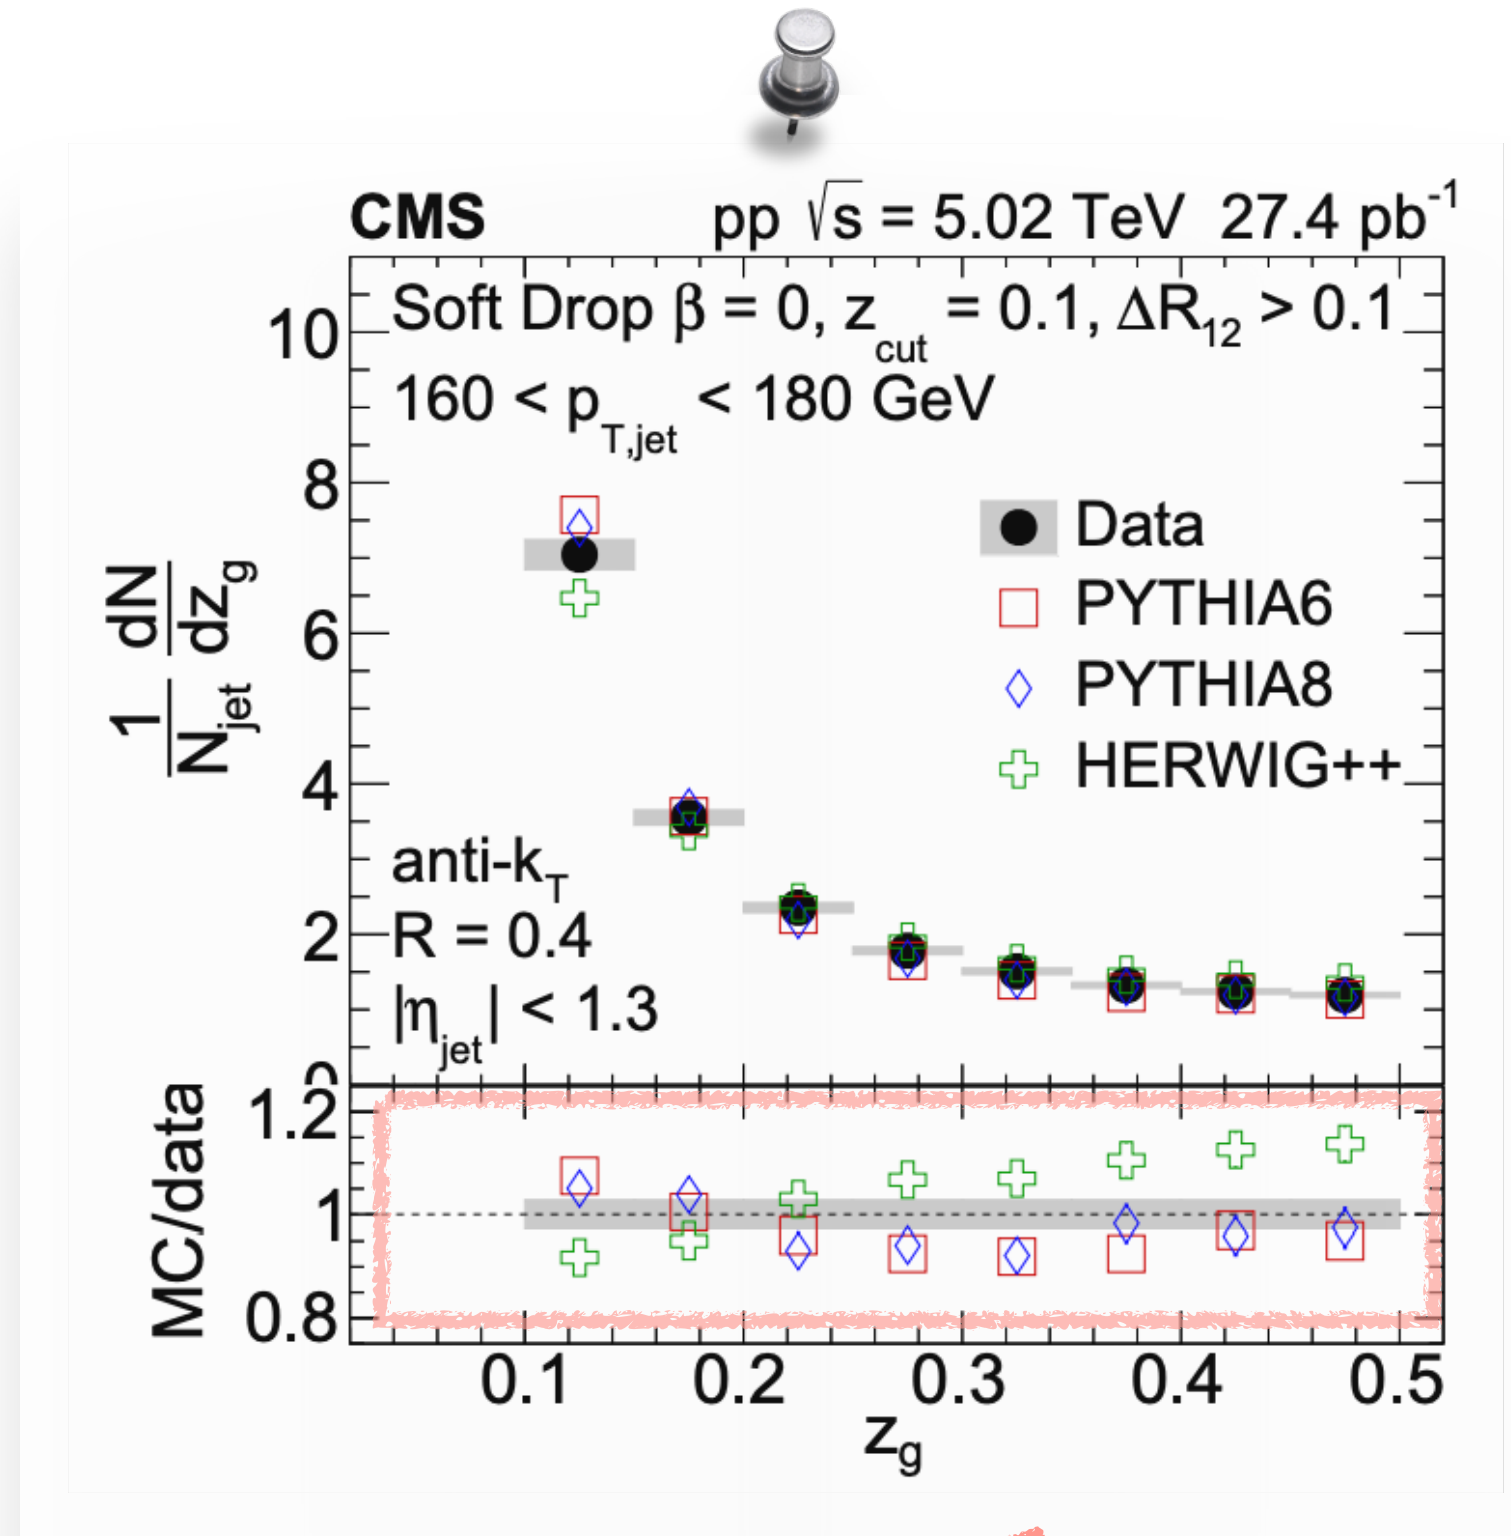 CMS pp √s = 5.02 TeV 27.4 pb⁻¹
Soft Drop β = 0, z_cut = 0.1, ΔR₁₂ > 0.1
160 < p_T,jet < 180 GeV
Data
PYTHIA6
PYTHIA8
HERWIG++
anti-k_T
R = 0.4
|η_jet| < 1.3
1/N_jet dN/dz_g
10
8
6
4
2
0
MC/data
1.2
1
0.8
0.1 0.2 0.3 0.4 0.5
z_g